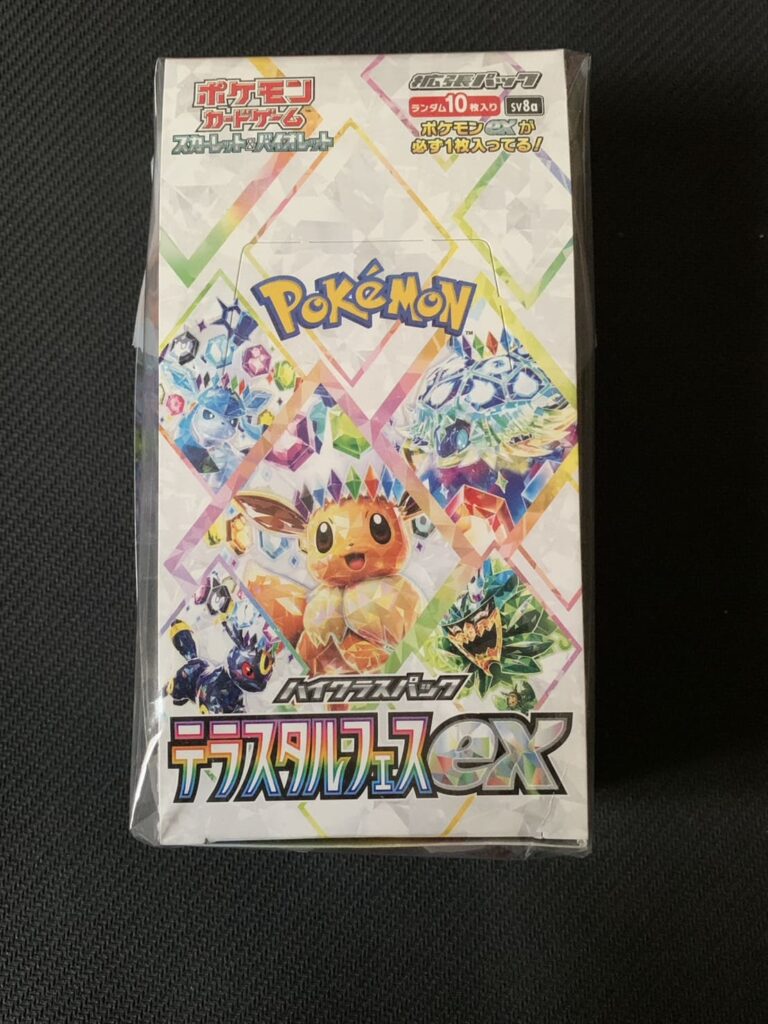 ポケモン
カードゲーム
スカーレット&バイオレット
拡張パック
ランダム10枚入り SV8a
ポケモンexが
必ず1枚入ってる!
POKéMON
TM
ハイクラスパック
テラスタルフェスex